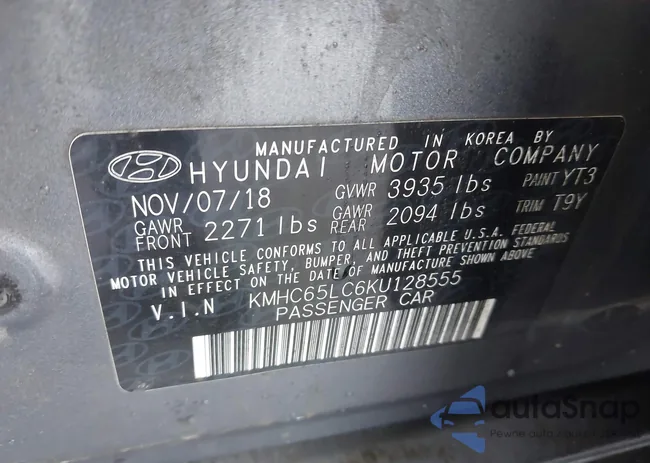 MANUFACTURED IN KOREA BY
HYUNDAI MOTOR COMPANY
NOV/07/18 GVWR 3935 lbs PAINT YT3
GAWR FRONT 2271 lbs GAWR REAR 2094 lbs TRIM T9Y
THIS VEHICLE CONFORMS TO ALL APPLICABLE U.S.A. FEDERAL
MOTOR VEHICLE SAFETY, BUMPER, AND THEFT PREVENTION STANDARDS
IN EFFECT ON THE DATE OF MANUFACTURE SHOWN ABOVE.
V.I.N KMHC65LC6KU128555
PASSENGER CAR
autoSnap